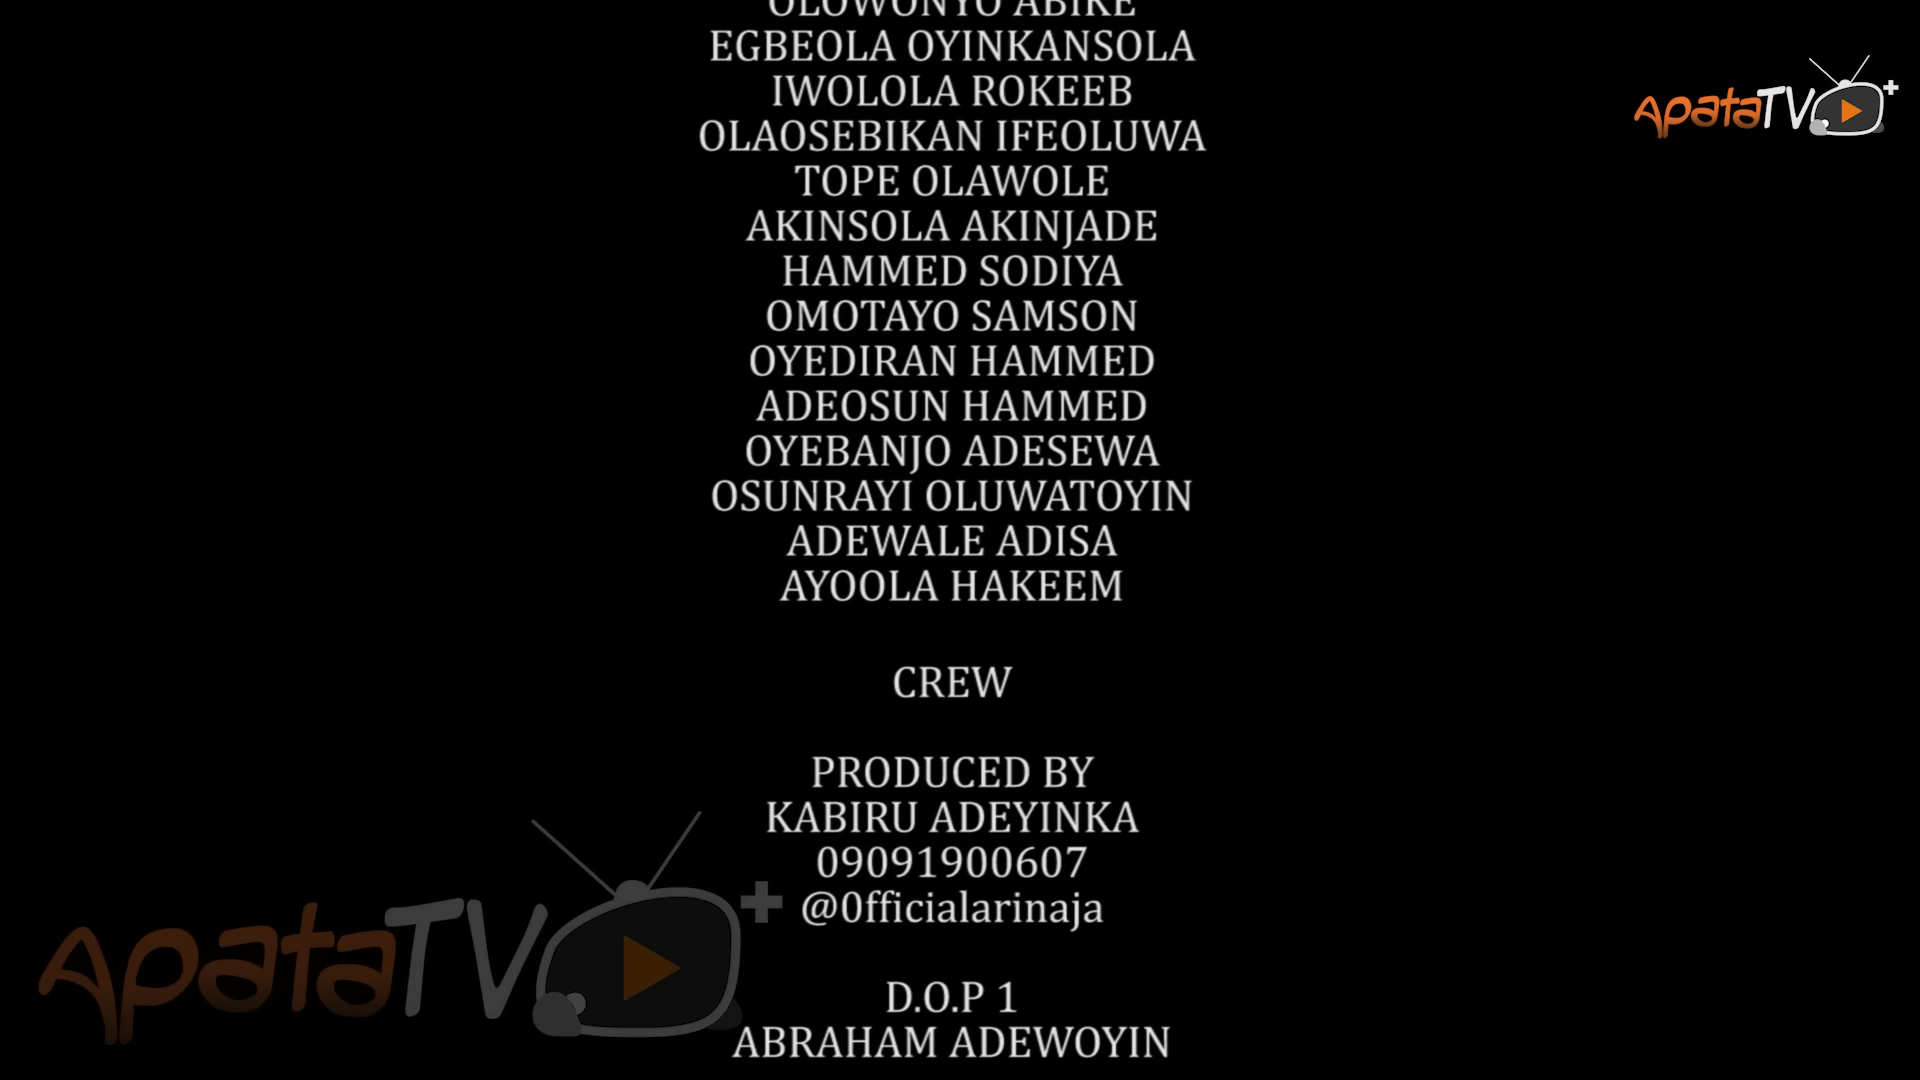 OLOWONYO ABIKE
EGBEOLA OYINKANSOLA
IWOLOLA ROKEEB
OLAOSEBIKAN IFEOLUWA
TOPE OLAWOLE
AKINSOLA AKINJADE
HAMMED SODIYA
OMOTAYO SAMSON
OYEDIRAN HAMMED
ADEOSUN HAMMED
OYEBANJO ADESEWA
OSUNRAYI OLUWATOYIN
ADEWALE ADISA
AYOOLA HAKEEM
CREW
PRODUCED BY
KABIRU ADEYINKA
09091900607
@0fficialarinaja
D.O.P 1
ABRAHAM ADEWOYIN
ApataTV+
ApataTV+